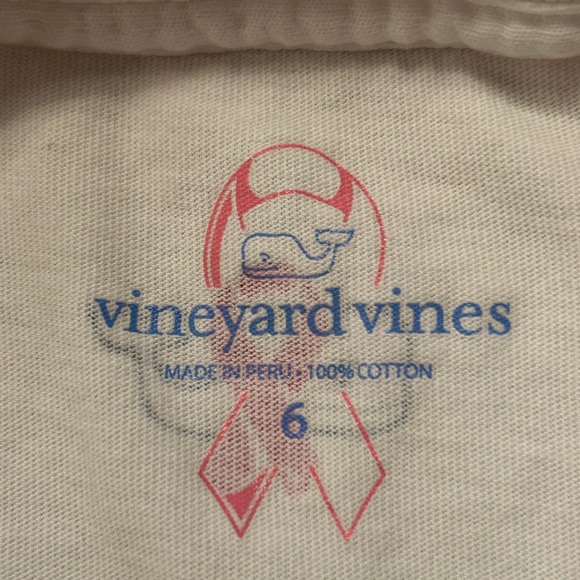 vineyard vines
MADE IN PERU • 100% COTTON
6